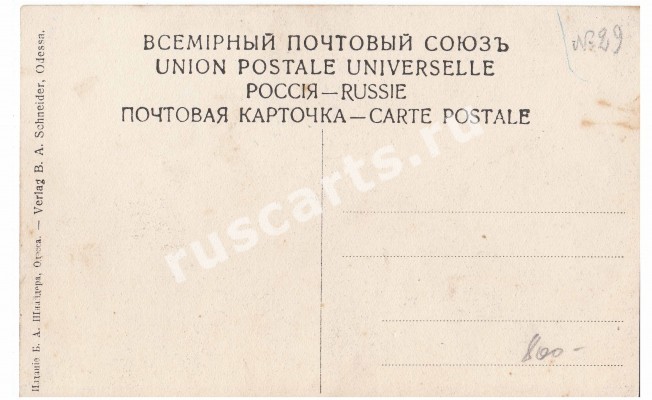 ВСЕМІРНЫЙ ПОЧТОВЫЙ СОЮЗЪ
UNION POSTALE UNIVERSELLE
РОССІЯ—RUSSIE
ПОЧТОВАЯ КАРТОЧКА—CARTE POSTALE
№29
800-
Изданіе Б. А. Шнайдера, Одесса. — Verlag B. A. Schneider, Odessa.
ruscarts.ru